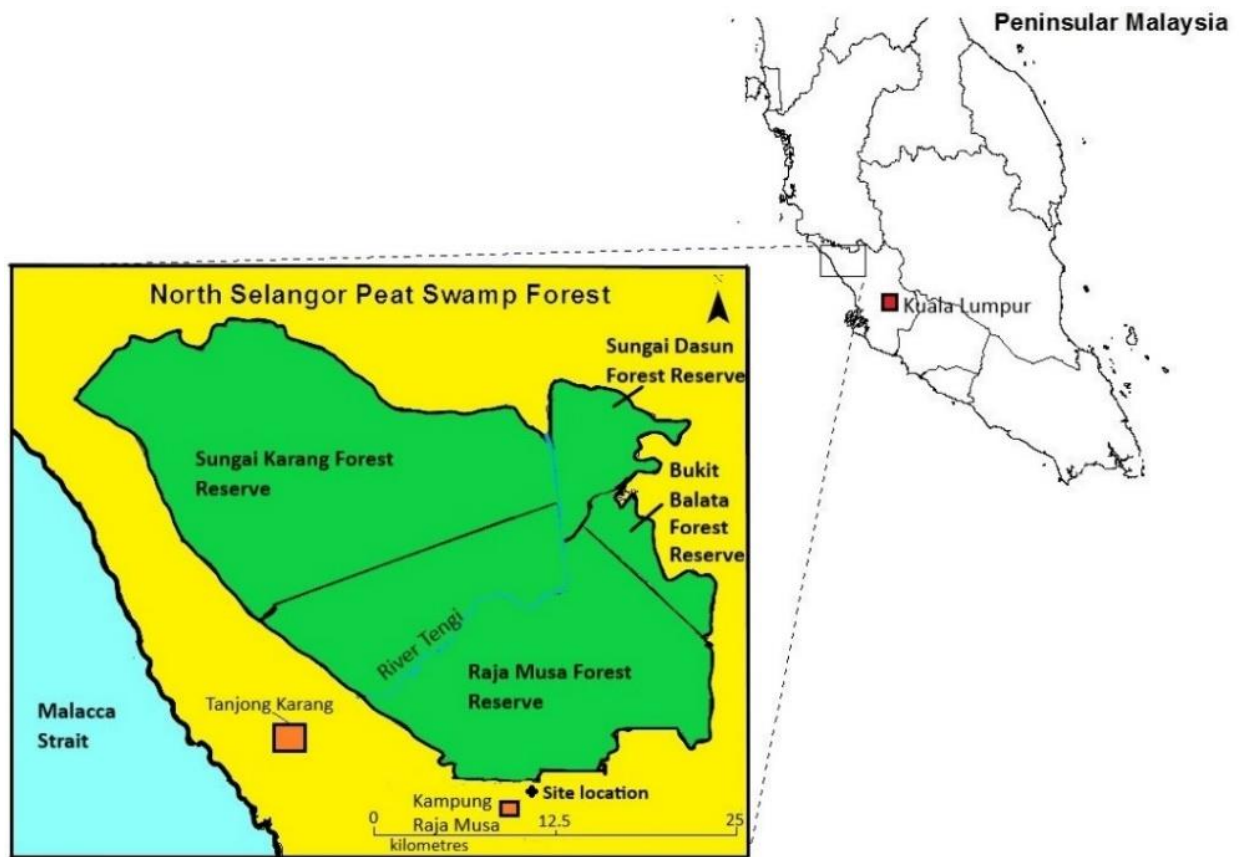 Peninsular Malaysia
Kuala Lumpur
North Selangor Peat Swamp Forest
N
Sungai Dasun
Forest Reserve
Sungai Karang Forest
Reserve
Bukit
Balata
Forest
Reserve
River Tengi
Raja Musa Forest
Reserve
Tanjong Karang
Malacca
Strait
Site location
Kampung
Raja Musa
0
12.5
25
kilometres